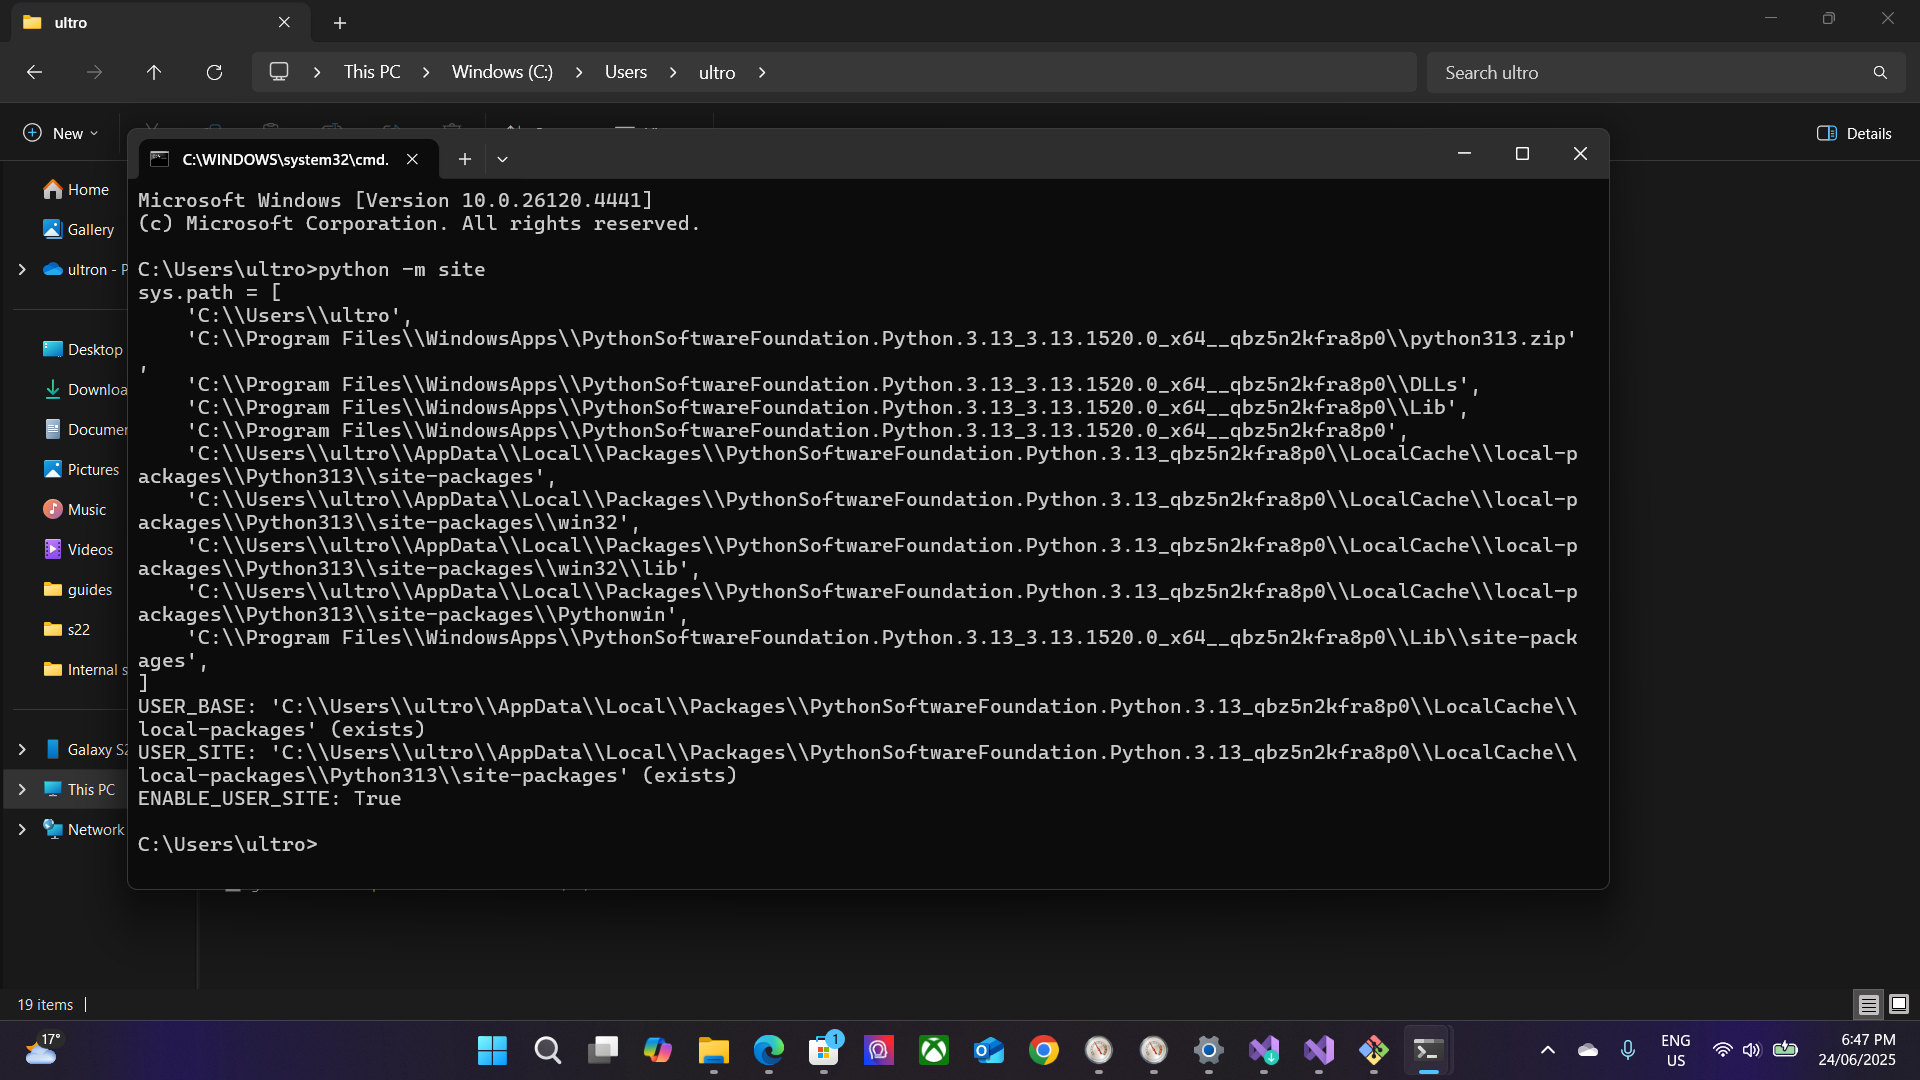 ultro
This PC
Windows (C:)
Users
ultro
Search ultro
New
Details
Home
Gallery
ultron - P
Desktop
Downloa
Documen
Pictures
Music
Videos
guides
s22
Internal s
Galaxy S2
This PC
Network
C:\WINDOWS\system32\cmd.
Microsoft Windows [Version 10.0.26120.4441]
(c) Microsoft Corporation. All rights reserved.
C:\Users\ultro>python -m site
sys.path = [
'C:\\Users\\ultro',
'C:\\Program Files\\WindowsApps\\PythonSoftwareFoundation.Python.3.13_3.13.1520.0_x64__qbz5n2kfra8p0\\python313.zip'
,
'C:\\Program Files\\WindowsApps\\PythonSoftwareFoundation.Python.3.13_3.13.1520.0_x64__qbz5n2kfra8p0\\DLLs',
'C:\\Program Files\\WindowsApps\\PythonSoftwareFoundation.Python.3.13_3.13.1520.0_x64__qbz5n2kfra8p0\\Lib',
'C:\\Program Files\\WindowsApps\\PythonSoftwareFoundation.Python.3.13_3.13.1520.0_x64__qbz5n2kfra8p0',
'C:\\Users\\ultro\\AppData\\Local\\Packages\\PythonSoftwareFoundation.Python.3.13_qbz5n2kfra8p0\\LocalCache\\local-p
ackages\\Python313\\site-packages',
'C:\\Users\\ultro\\AppData\\Local\\Packages\\PythonSoftwareFoundation.Python.3.13_qbz5n2kfra8p0\\LocalCache\\local-p
ackages\\Python313\\site-packages\\win32',
'C:\\Users\\ultro\\AppData\\Local\\Packages\\PythonSoftwareFoundation.Python.3.13_qbz5n2kfra8p0\\LocalCache\\local-p
ackages\\Python313\\site-packages\\win32\\lib',
'C:\\Users\\ultro\\AppData\\Local\\Packages\\PythonSoftwareFoundation.Python.3.13_qbz5n2kfra8p0\\LocalCache\\local-p
ackages\\Python313\\site-packages\\Pythonwin',
'C:\\Program Files\\WindowsApps\\PythonSoftwareFoundation.Python.3.13_3.13.1520.0_x64__qbz5n2kfra8p0\\Lib\\site-pack
ages',
]
USER_BASE: 'C:\\Users\\ultro\\AppData\\Local\\Packages\\PythonSoftwareFoundation.Python.3.13_qbz5n2kfra8p0\\LocalCache\\
local-packages' (exists)
USER_SITE: 'C:\\Users\\ultro\\AppData\\Local\\Packages\\PythonSoftwareFoundation.Python.3.13_qbz5n2kfra8p0\\LocalCache\\
local-packages\\Python313\\site-packages' (exists)
ENABLE_USER_SITE: True
C:\Users\ultro>
19 items
17°
1
ENG
US
6:47 PM
24/06/2025